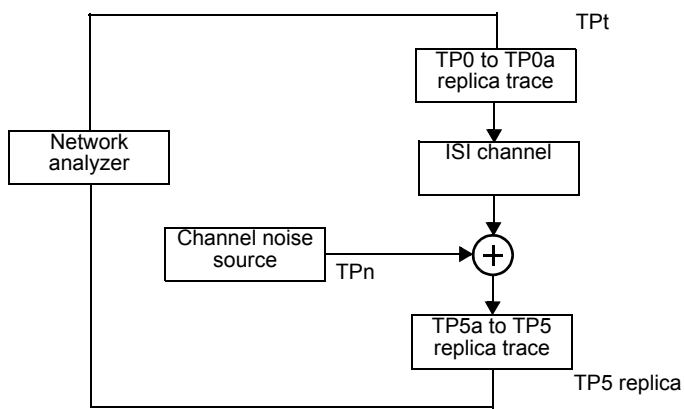 TPt
TP0 to TP0a
replica trace
Network
analyzer
ISI channel
Channel noise
source
TPn
+
TP5a to TP5
replica trace
TP5 replica